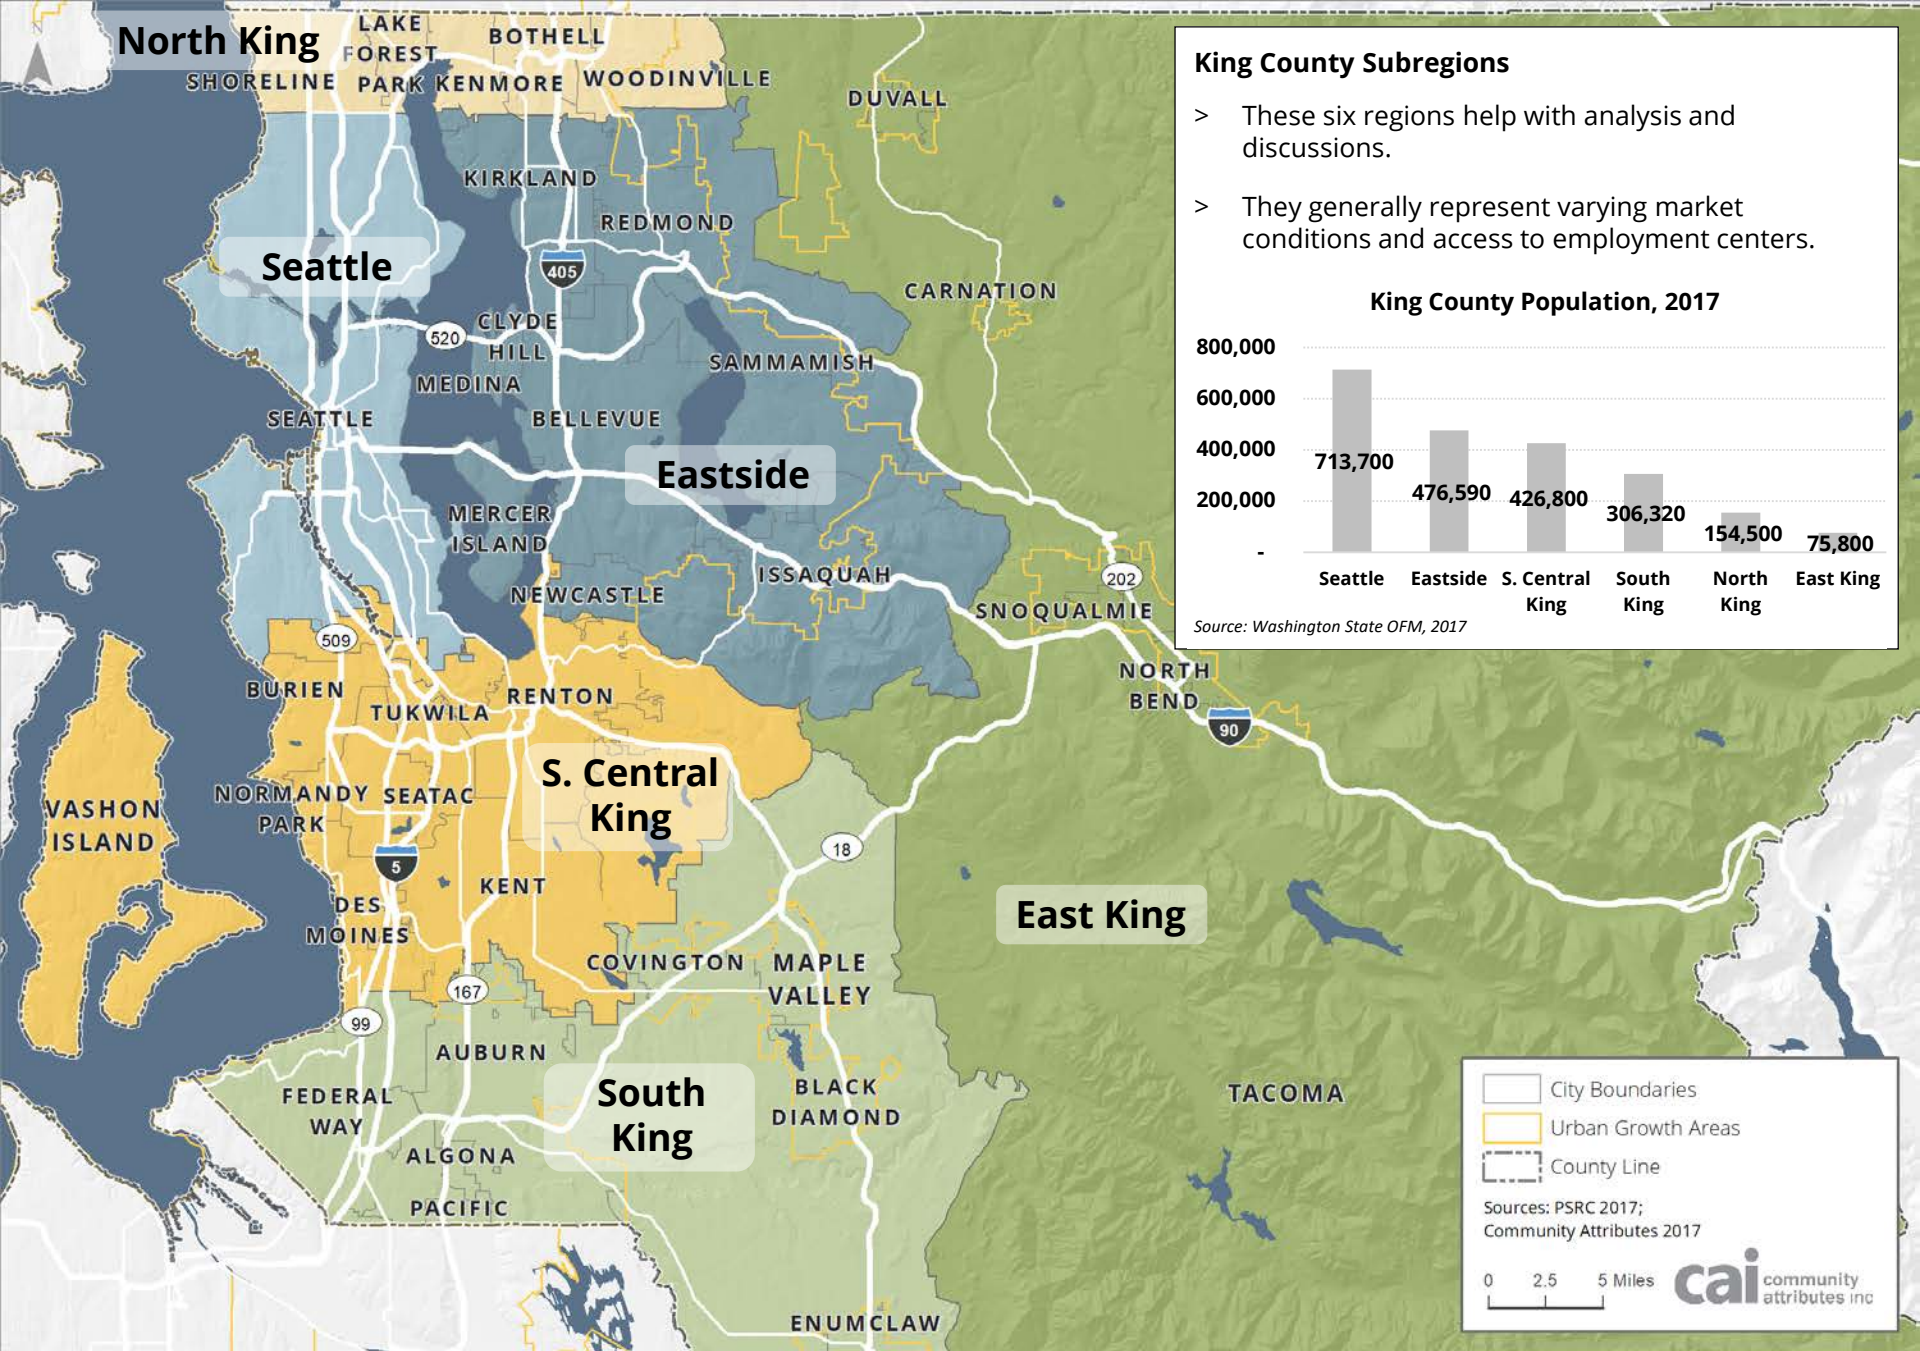 N
North King
LAKE
FOREST
PARK
SHORELINE
KENMORE
BOTHELL
WOODINVILLE
DUVALL
KIRKLAND
REDMOND
Seattle
405
CARNATION
CLYDE
HILL
520
SAMMAMISH
MEDINA
SEATTLE
BELLEVUE
Eastside
MERCER
ISLAND
ISSAQUAH
NEWCASTLE
202
SNOQUALMIE
509
NORTH
BEND
90
BURIEN
RENTON
TUKWILA
S. Central
King
NORMANDY
PARK
SEATAC
VASHON
ISLAND
18
5
KENT
DES
MOINES
East King
COVINGTON
MAPLE
VALLEY
167
99
AUBURN
FEDERAL
WAY
South
King
BLACK
DIAMOND
TACOMA
ALGONA
PACIFIC
ENUMCLAW
King County Subregions
> These six regions help with analysis and
discussions.
> They generally represent varying market
conditions and access to employment centers.
King County Population, 2017
800,000
600,000
400,000
200,000
-
713,700
476,590
426,800
306,320
154,500
75,800
Seattle
Eastside
S. Central
King
South
King
North
King
East King
Source: Washington State OFM, 2017
City Boundaries
Urban Growth Areas
County Line
Sources: PSRC 2017;
Community Attributes 2017
0 2.5 5 Miles
cai community
attributes inc